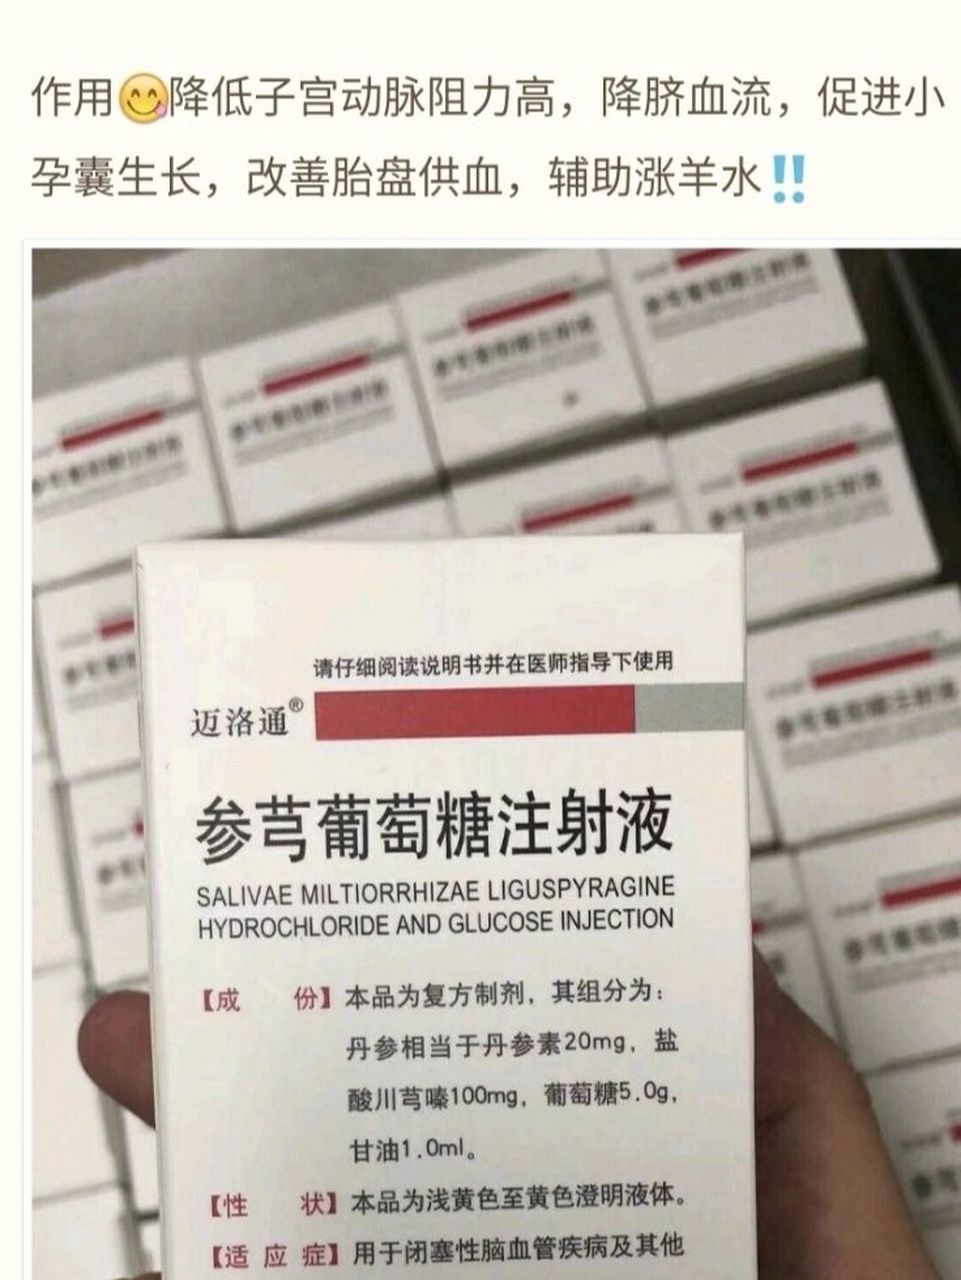 作用😋降低子宫动脉阻力高，降脐血流，促进小
孕囊生长，改善胎盘供血，辅助涨羊水‼️
请仔细阅读说明书并在医师指导下使用
迈洛通®
参芎葡萄糖注射液
SALIVAE MILTIORRHIZAE LIGUSPYRAGINE
HYDROCHLORIDE AND GLUCOSE INJECTION
【成 份】本品为复方制剂，其组分为：
丹参相当于丹参素20mg，盐
酸川芎嗪100mg，葡萄糖5.0g，
甘油1.0ml。
【性 状】本品为浅黄色至黄色澄明液体。
【适 应 症】用于闭塞性脑血管疾病及其他